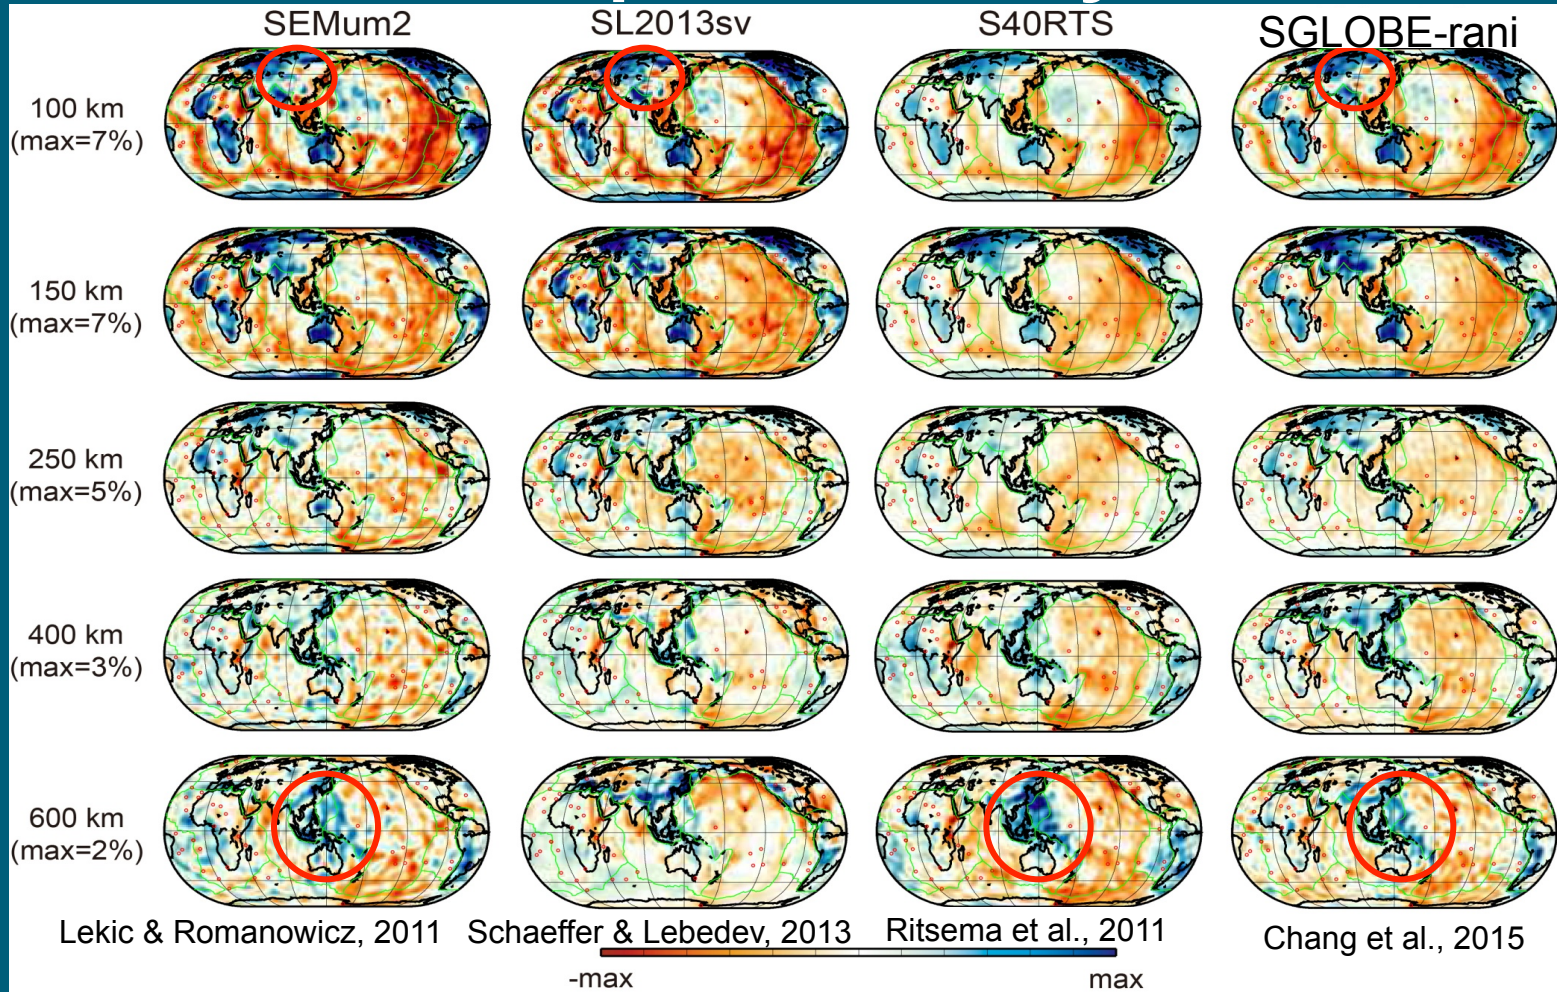 SEMum2
SL2013sv
S40RTS
SGLOBE-rani
100 km
(max=7%)
150 km
(max=7%)
250 km
(max=5%)
400 km
(max=3%)
600 km
(max=2%)
Lekic & Romanowicz, 2011
Schaeffer & Lebedev, 2013
Ritsema et al., 2011
Chang et al., 2015
-max
max